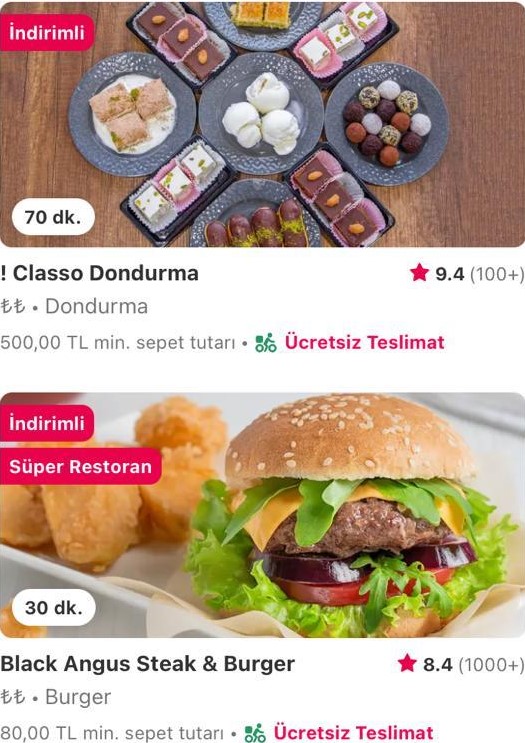 İndirimli
70 dk.
! Classo Dondurma 9.4 (100+)
₺₺ • Dondurma
500,00 TL min. sepet tutarı • Ücretsiz Teslimat
İndirimli
Süper Restoran
30 dk.
Black Angus Steak & Burger 8.4 (1000+)
₺₺ • Burger
80,00 TL min. sepet tutarı • Ücretsiz Teslimat